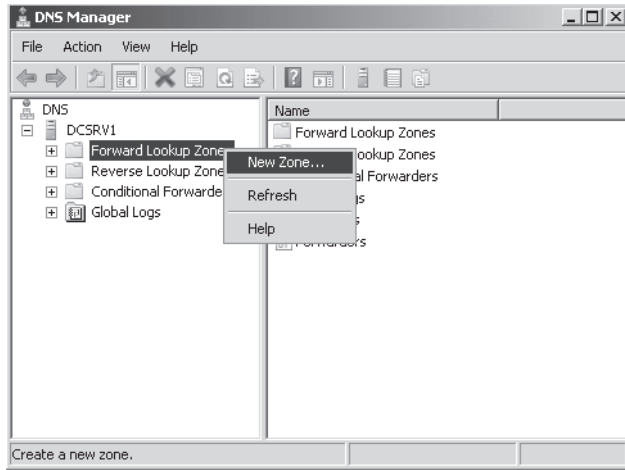 DNS Manager
File Action View Help
DNS
DCSRV1
Forward Lookup Zone
Reverse Lookup Zone
Conditional Forwarde
Global Logs
Name
Forward Lookup Zones
ookup Zones
al Forwarders
New Zone...
Refresh
Help
Create a new zone.